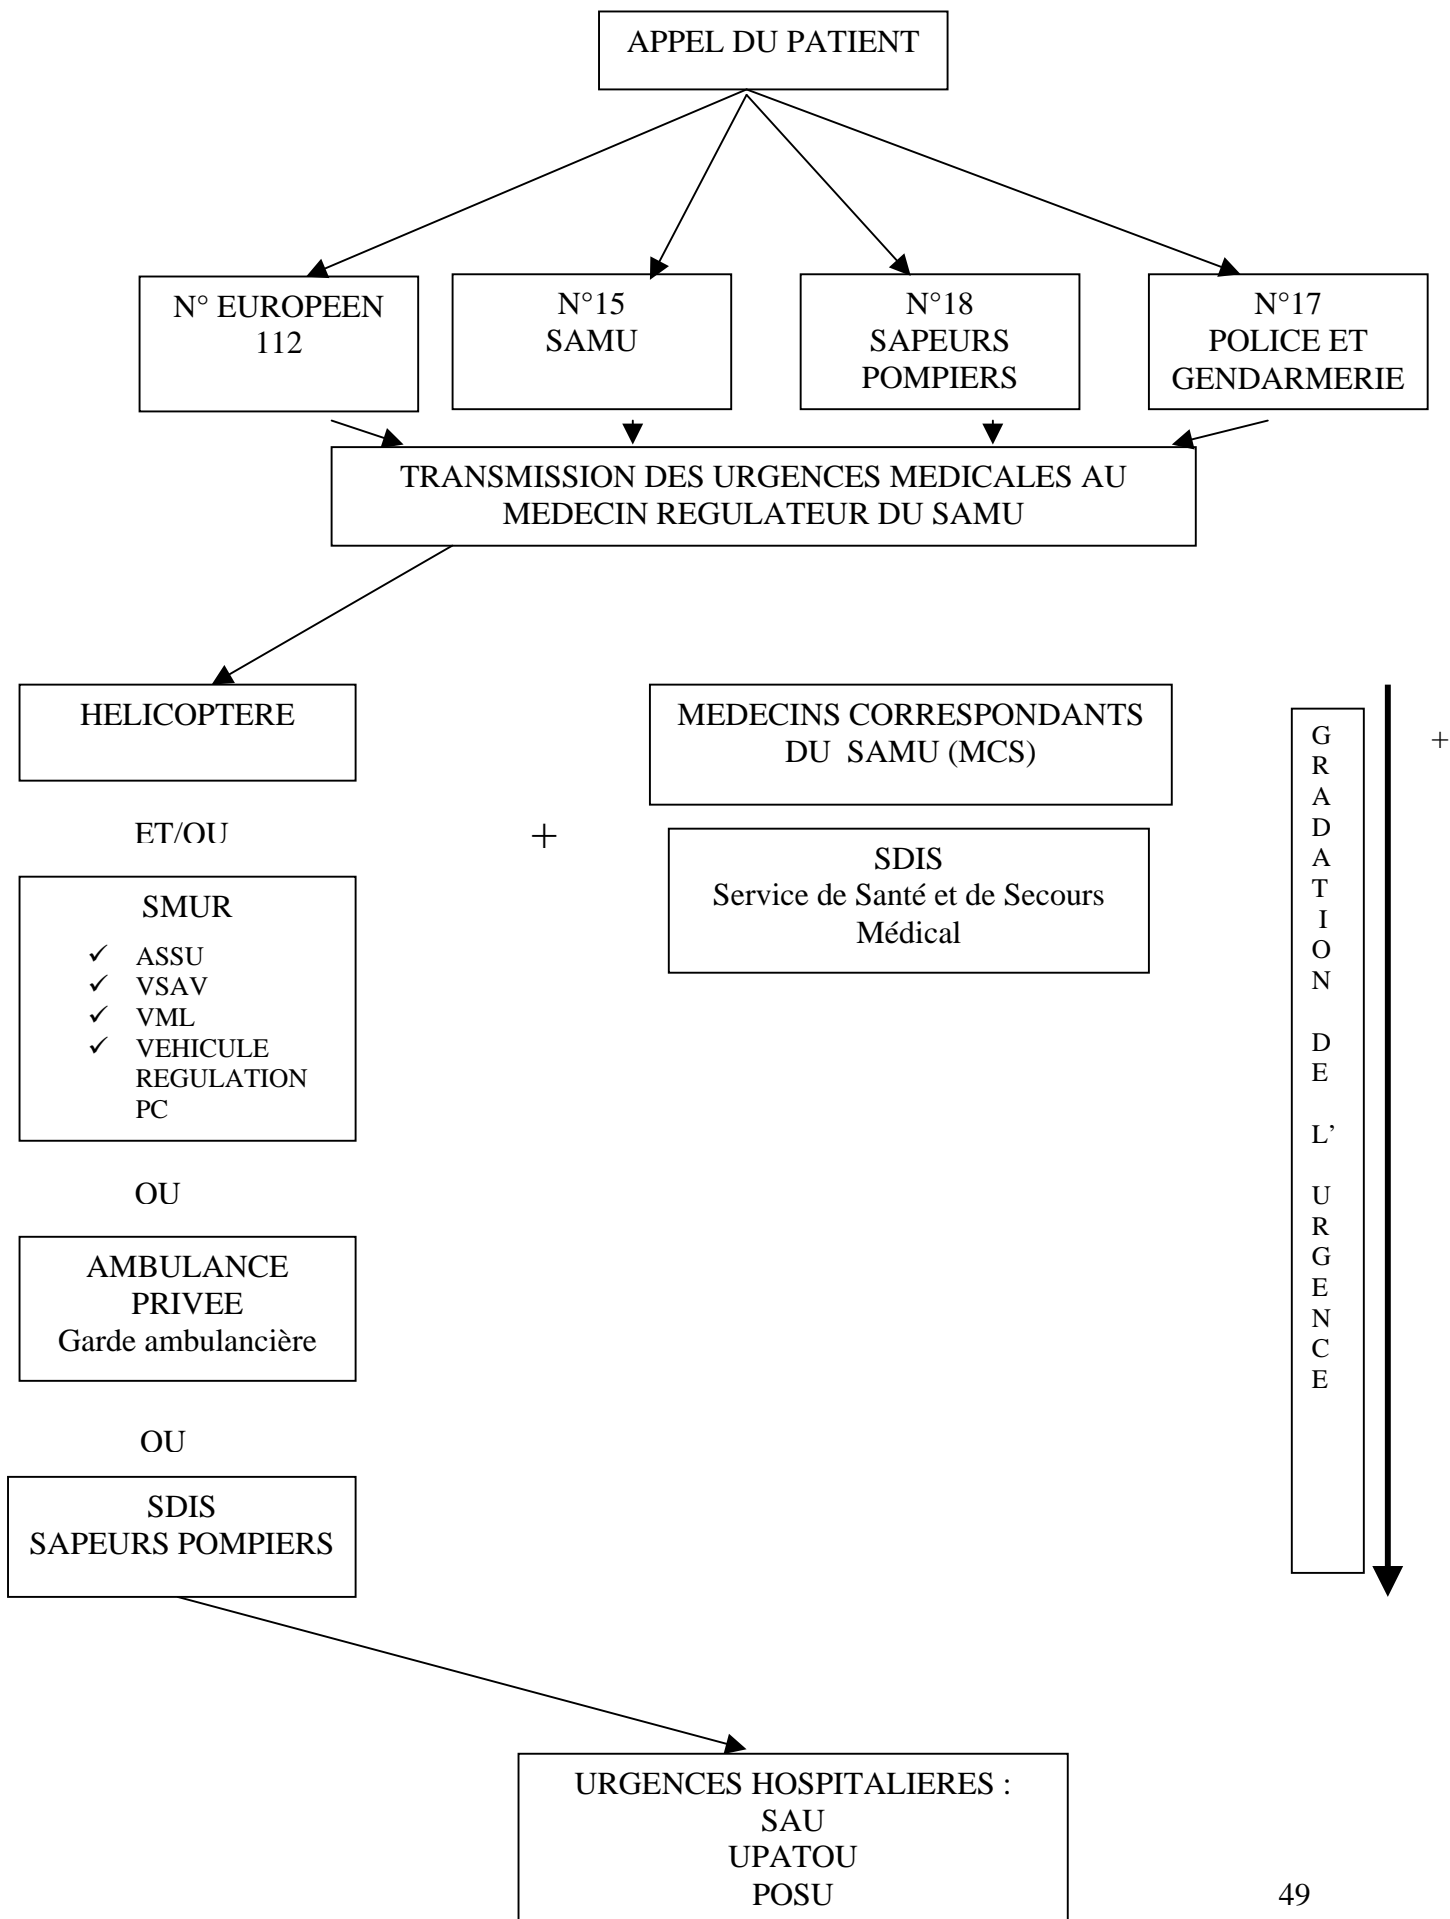 APPEL DU PATIENT
N° EUROPEEN
112
N°15
SAMU
N°18
SAPEURS
POMPIERS
N°17
POLICE ET
GENDARMERIE
TRANSMISSION DES URGENCES MEDICALES AU
MEDECIN REGULATEUR DU SAMU
HELICOPTERE
ET/OU
SMUR
✓ ASSU
✓ VSAV
✓ VML
✓ VEHICULE
REGULATION
PC
OU
AMBULANCE
PRIVEE
Garde ambulancière
OU
SDIS
SAPEURS POMPIERS
+
MEDECINS CORRESPONDANTS
DU SAMU (MCS)
SDIS
Service de Santé et de Secours
Médical
G
R
A
D
A
T
I
O
N
D
E
L'
U
R
G
E
N
C
E
+
URGENCES HOSPITALIERES :
SAU
UPATOU
POSU
49